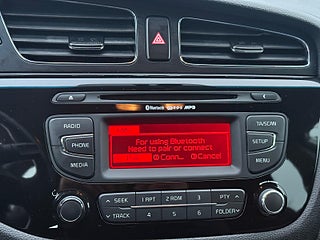 Bluetooth MP3
RADIO
TA/SCAN
For using Bluetooth
Need to pair or connect
PHONE
SETUP
Conn... Cancel
MEDIA
MENU
SEEK 1 RPT 2 RDM 3 PTY
TRACK 4 5 6 FOLDER